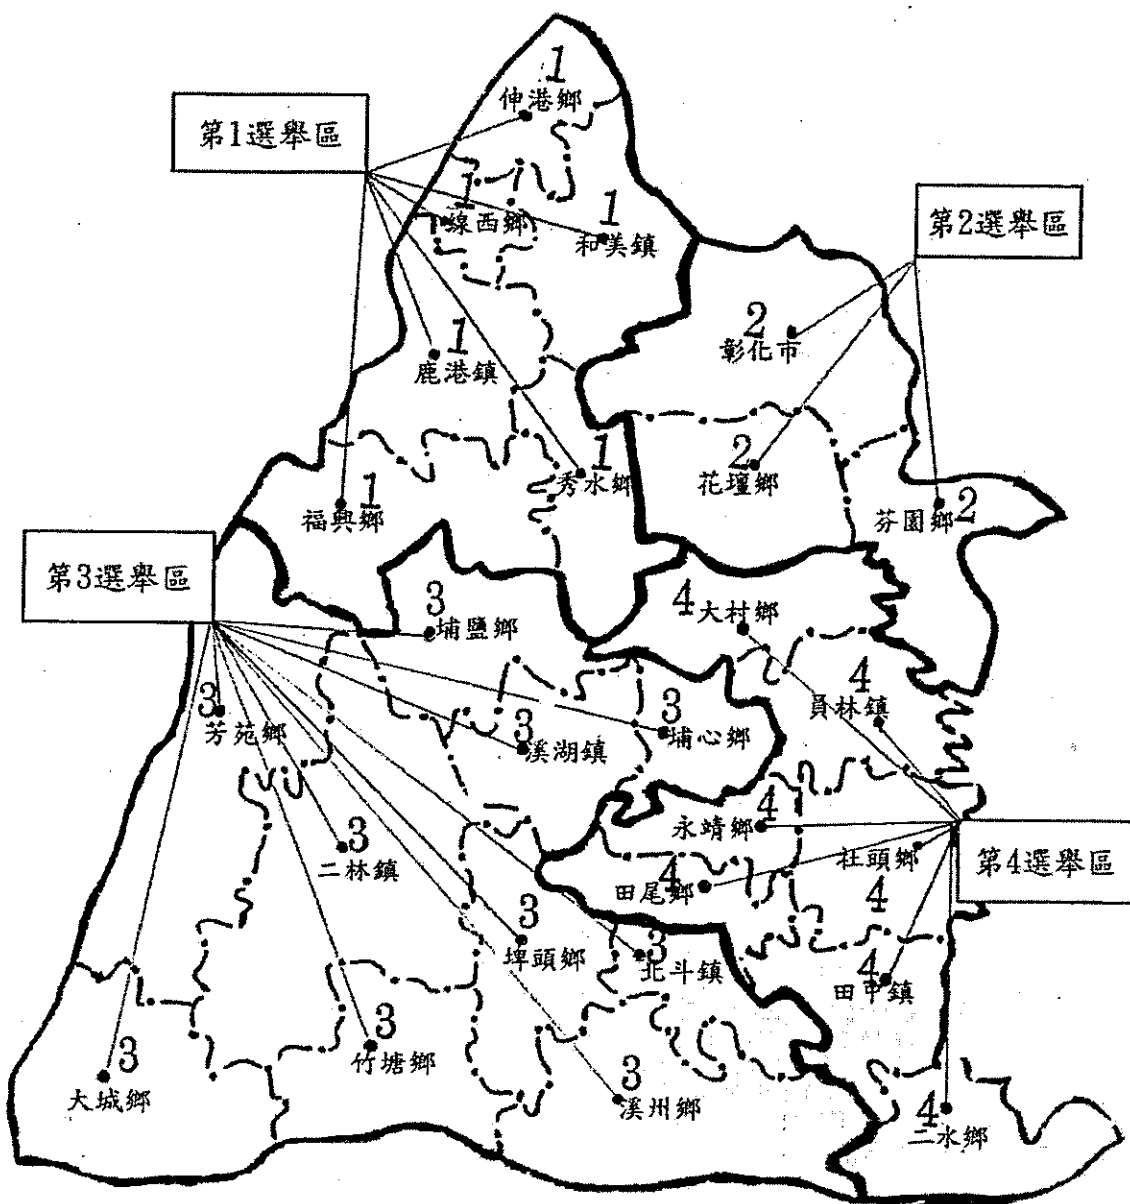 1
伸港鄉
第1選舉區
1
線西鄉
1
和美鎮
第2選舉區
2
彰化市
1
鹿港鎮
1
秀水鄉
2
花壇鄉
1
福興鄉
芬園鄉2
第3選舉區
3
埔鹽鄉
4大村鄉
3
芳苑鄉
3
溪湖鎮
3
埔心鄉
4
員林鎮
4
永靖鄉
社頭鄉
4
第4選舉區
3
二林鎮
4
田尾鄉
3
埤頭鄉
3
北斗鎮
4
田中鎮
3
大城鄉
3
竹塘鄉
3
溪州鄉
4
二水鄉